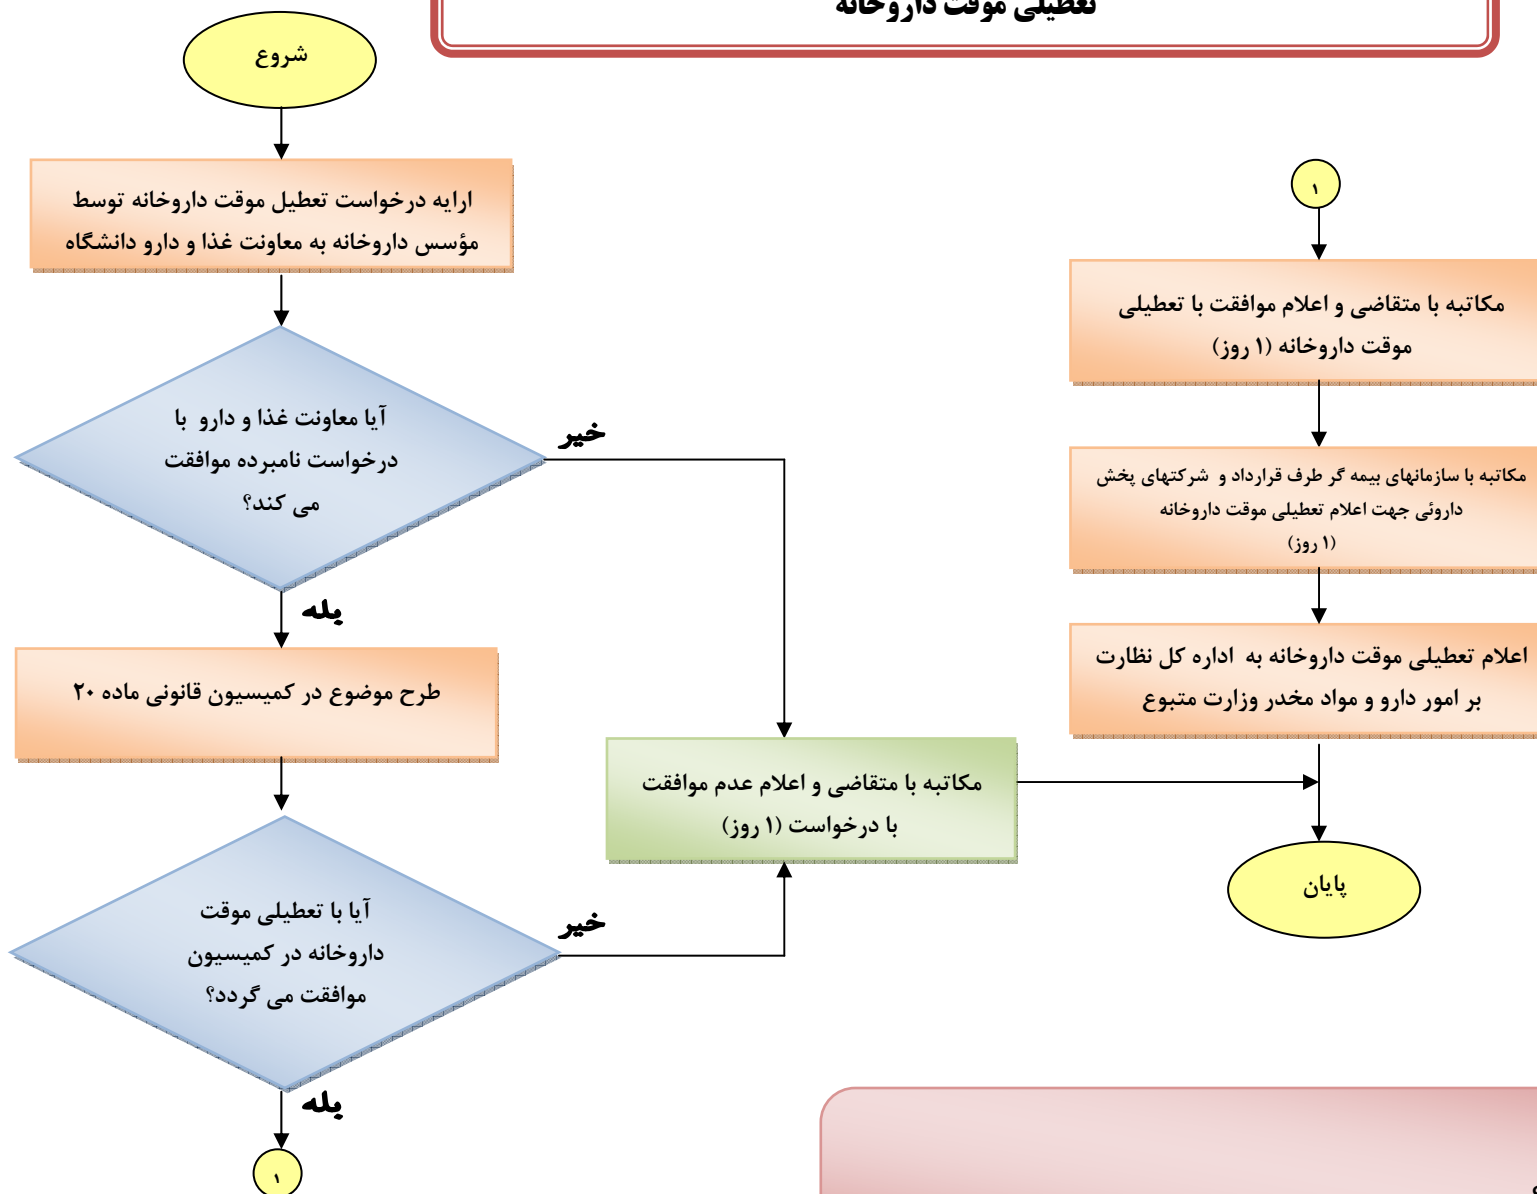 تعطیلی موقت داروخانه
شروع
ارایه درخواست تعطیل موقت داروخانه توسط
مؤسس داروخانه به معاونت غذا و دارو دانشگاه
آیا معاونت غذا و دارو با
درخواست نامبرده موافقت
می کند؟
خیر
بله
طرح موضوع در کمیسیون قانونی ماده ۲۰
آیا با تعطیلی موقت
داروخانه در کمیسیون
موافقت می گردد؟
خیر
بله
۱
مکاتبه با متقاضی و اعلام عدم موافقت
با درخواست (۱ روز)
۱
مکاتبه با متقاضی و اعلام موافقت با تعطیلی
موقت داروخانه (۱ روز)
مکاتبه با سازمانهای بیمه گر طرف قرارداد و شرکتهای پخش
داروئی جهت اعلام تعطیلی موقت داروخانه
(۱ روز)
اعلام تعطیلی موقت داروخانه به اداره کل نظارت
بر امور دارو و مواد مخدر وزارت متبوع
پایان